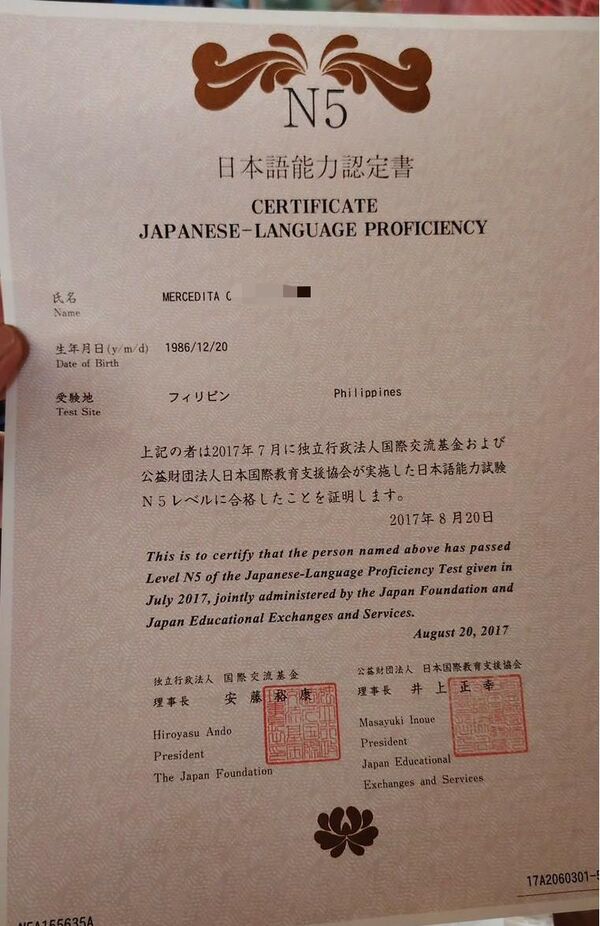 N5
日本語能力認定書
CERTIFICATE
JAPANESE-LANGUAGE PROFICIENCY
氏名 MERCEDITA C
Name
生年月日(y/m/d) 1986/12/20
Date of Birth
受験地 フィリピン Philippines
Test Site
上記の者は2017年7月に独立行政法人国際交流基金および
公益財団法人日本国際教育支援協会が実施した日本語能力試験
N5レベルに合格したことを証明します。
2017年8月20日
This is to certify that the person named above has passed
Level N5 of the Japanese-Language Proficiency Test given in
July 2017, jointly administered by the Japan Foundation and
Japan Educational Exchanges and Services.
August 20, 2017
独立行政法人 国際交流基金
理事長 安藤裕康
Hiroyasu Ando
President
The Japan Foundation
公益財団法人 日本国際教育支援協会
理事長 井上正幸
Masayuki Inoue
President
Japan Educational
Exchanges and Services
17A2060301-5
N5A155635A